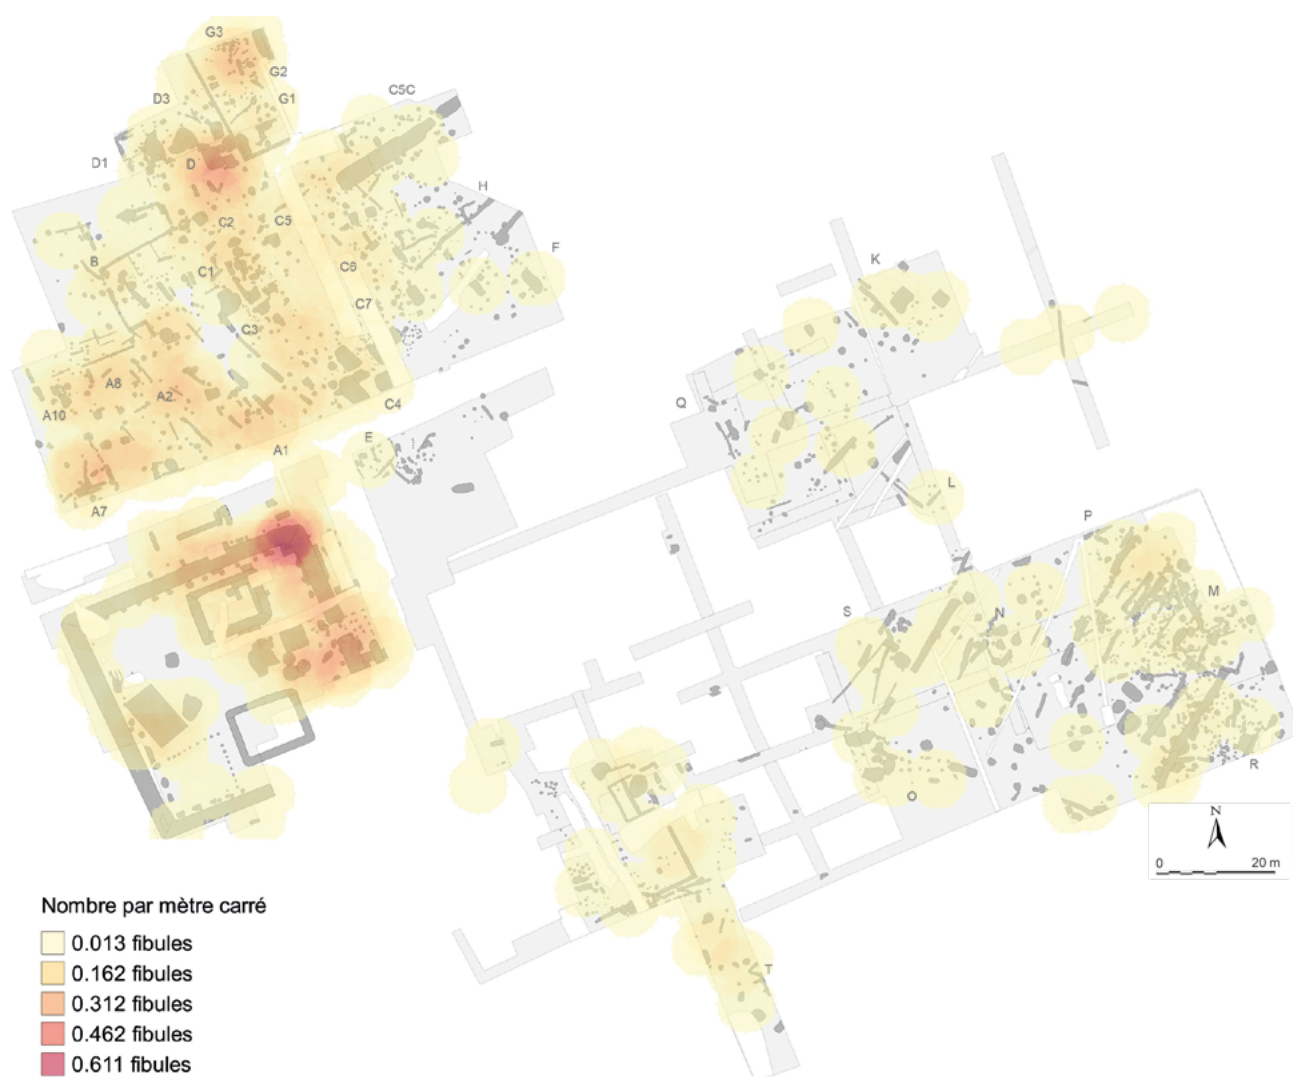 G3
G2
D3
G1
C5C
D1
D
H
C2
C5
F
B
C1
C6
K
C7
C3
A8
A2
A10
C4
Q
E
A1
L
A7
P
M
S
N
R
O
N
0 20 m
T
Nombre par mètre carré
0.013 fibules
0.162 fibules
0.312 fibules
0.462 fibules
0.611 fibules